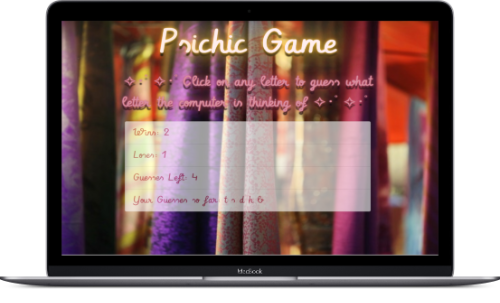 Psichic Game
Click on any letter to guess what
letter the computer is thinking of
Wins: 2
Losses: 1
Guesses Left: 4
Your Guesses so far:
MacBook